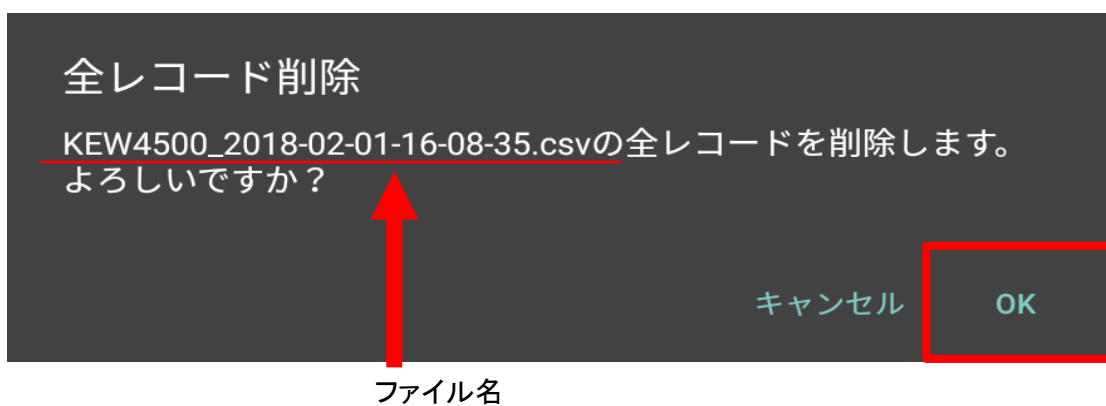 全レコード削除
KEW4500_2018-02-01-16-08-35.csvの全レコードを削除します。
よろしいですか？
キャンセル OK
ファイル名